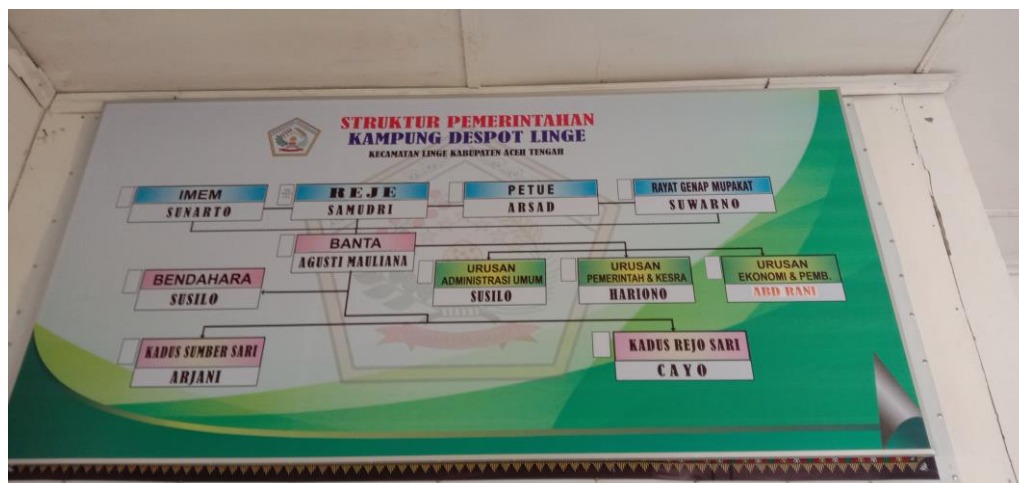 STRUKTUR PEMERINTAHAN
KAMPUNG DESPOT LINGE
KECAMATAN LINGE KABUPATEN ACEH TENGAH
IMEM
SUNARTO
REJE
SAMUDRI
PETUE
ARSAD
RAYAT GENAP MUPAKAT
SUWARNO
BANTA
AGUSTI MAULIANA
BENDAHARA
SUSILO
URUSAN
ADMINISTRASI UMUM
SUSILO
URUSAN
PEMERINTAH & KESRA
HARIONO
URUSAN
EKONOMI & PEMB.
ABD RANI
KADUS SUMBER SARI
ARJANI
KADUS REJO SARI
CAYO